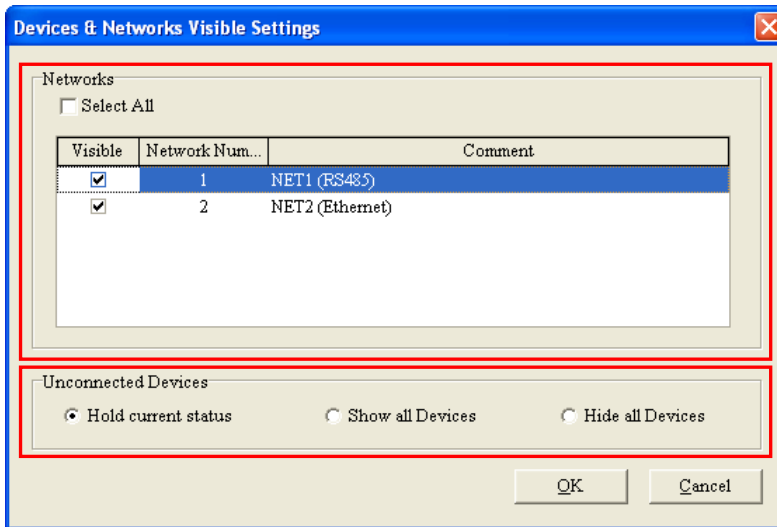 Devices & Networks Visible Settings
Networks
Select All
Visible Network Num... Comment
1 NET1 (RS485)
2 NET2 (Ethernet)
Unconnected Devices
Hold current status Show all Devices Hide all Devices
OK Cancel